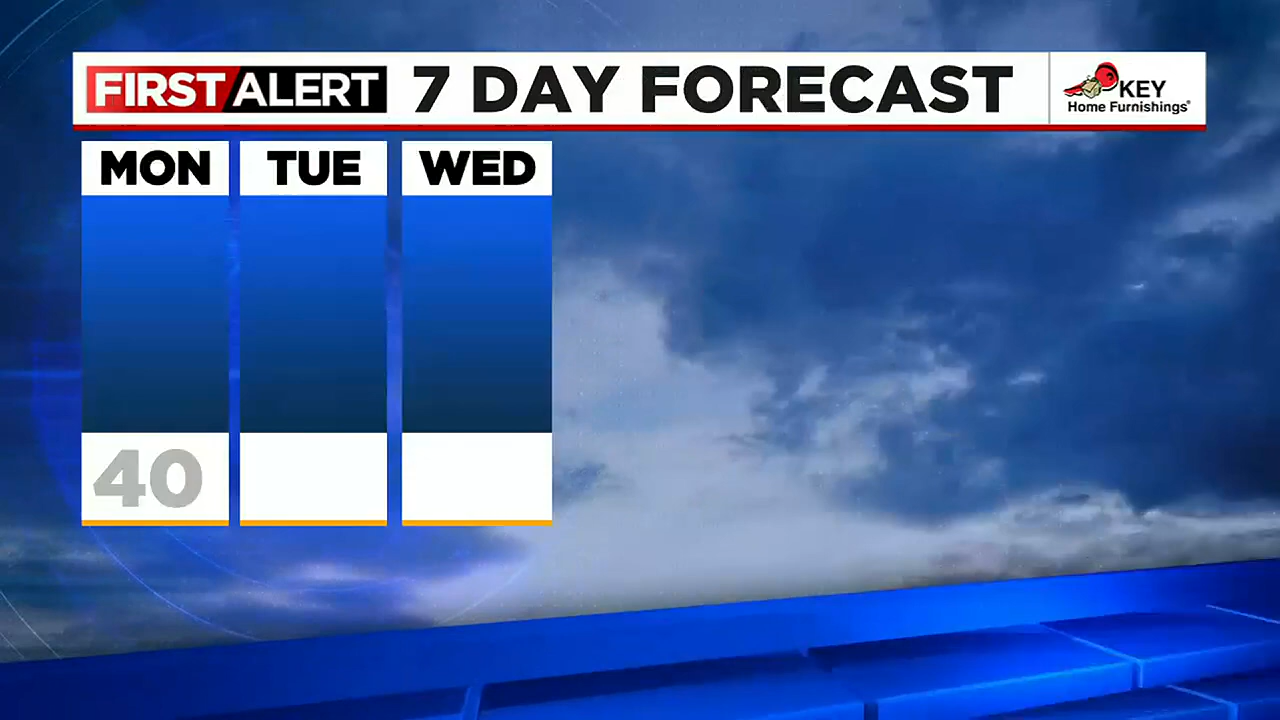 FIRST ALERT 7 DAY FORECAST
KEY
Home Furnishings®
MON TUE WED
40